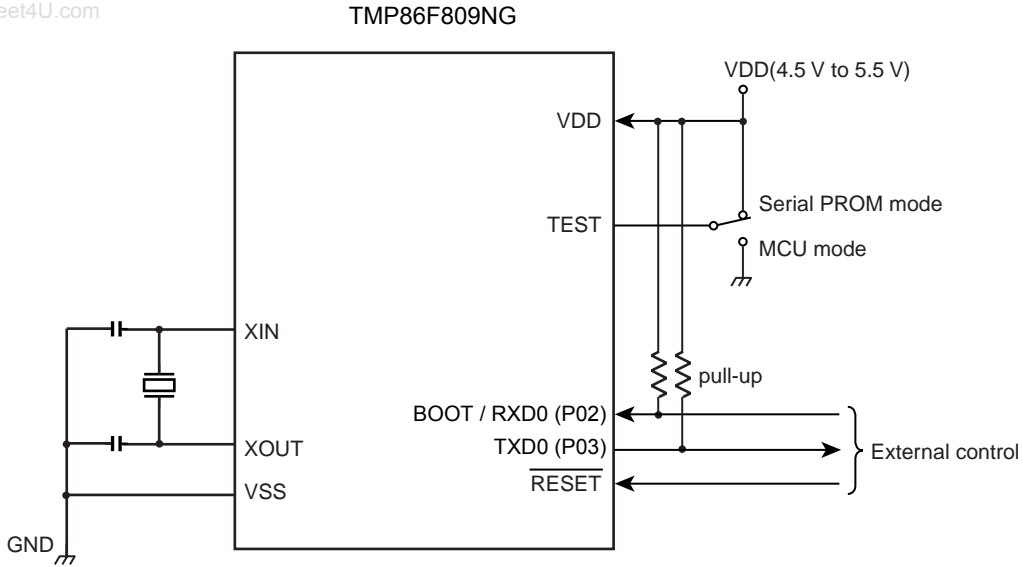 eet4U.com
TMP86F809NG
VDD(4.5 V to 5.5 V)
VDD
Serial PROM mode
TEST
MCU mode
XIN
pull-up
BOOT / RXD0 (P02)
XOUT
TXD0 (P03)
External control
RESET
VSS
GND